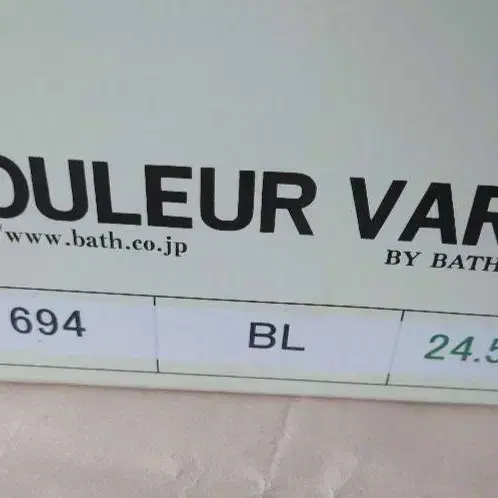 OULEUR VAR
/www.bath.co.jp
BY BATH
694 BL 24.5